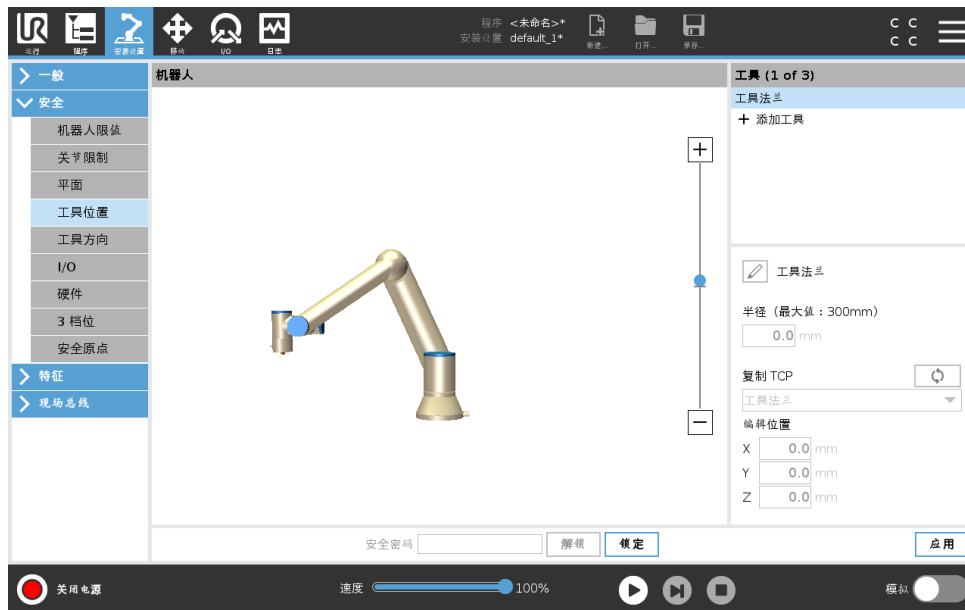 UR
运行
程序
安装设置
移动
I/O
日志
程序 <未命名>*
安装设置 default_1*
新建...
打开...
保存...
C C
C C
一般
安全
机器人限值
关节限制
平面
工具位置
工具方向
I/O
硬件
3 档位
安全原点
特征
现场总线
机器人
工具 (1 of 3)
工具法兰
添加工具
工具法兰
半径（最大值：300mm）
0.0 mm
复制 TCP
工具法兰
编辑位置
X 0.0 mm
Y 0.0 mm
Z 0.0 mm
安全密码
解锁
锁定
应用
关闭电源
速度
100%
模拟